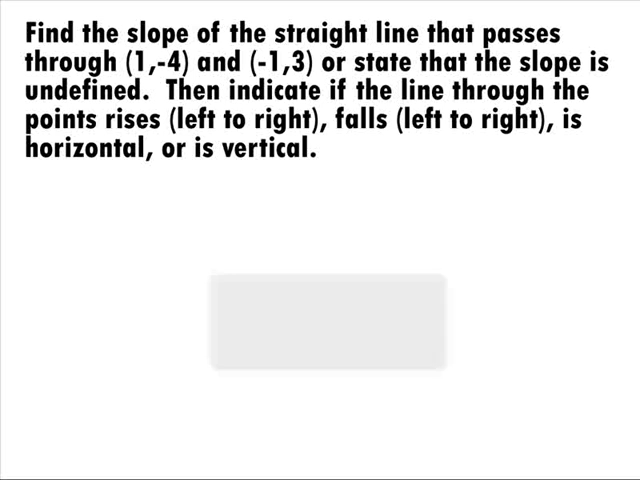 Find the slope of the straight line that passes
through (1,-4) and (-1,3) or state that the slope is
undefined.  Then indicate if the line through the
points rises (left to right), falls (left to right), is
horizontal, or is vertical.